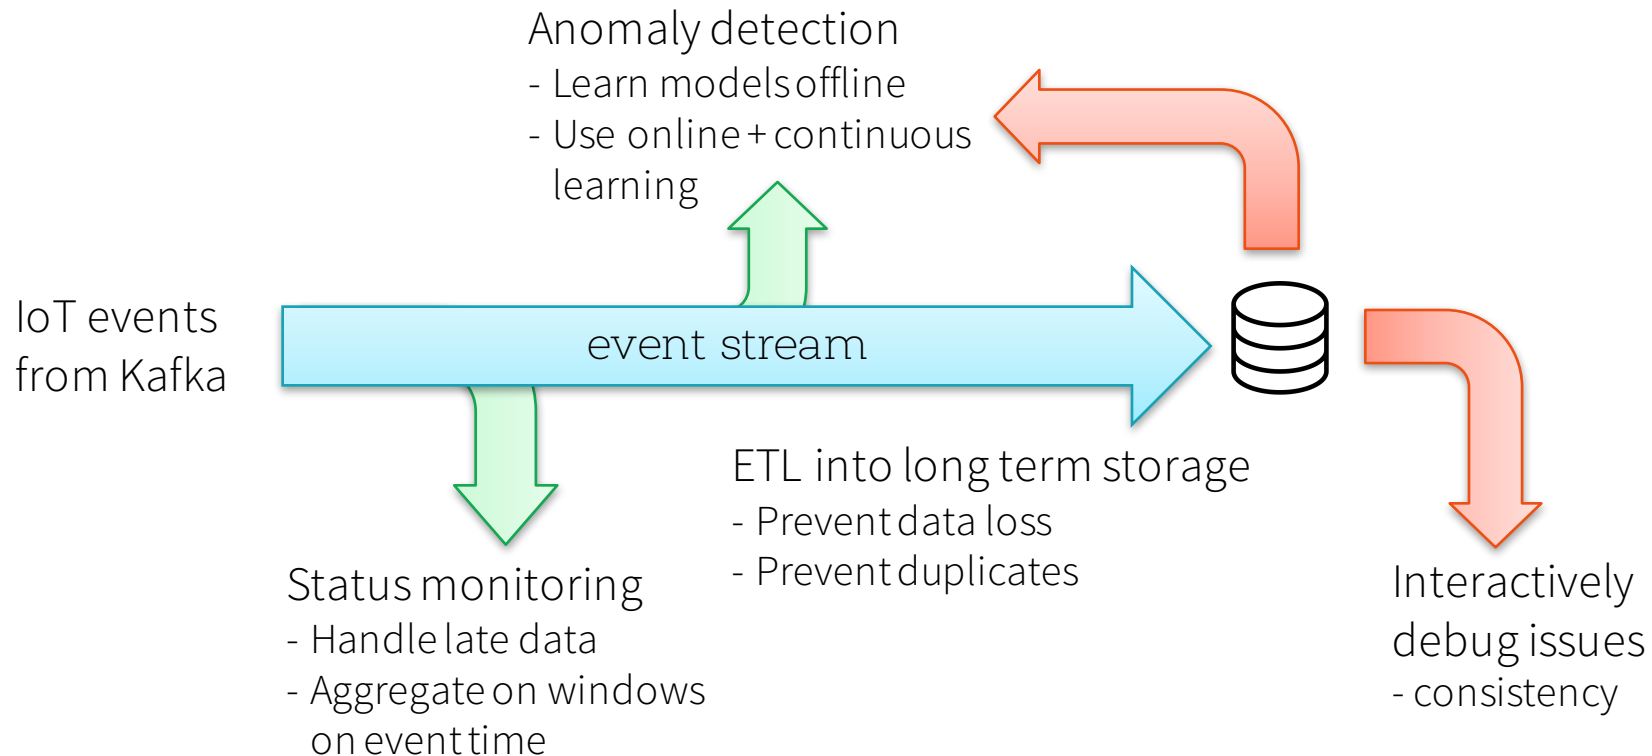 Anomaly detection
- Learn models offline
- Use online + continuous
learning
IoT events
from Kafka
event stream
ETL into long term storage
- Prevent data loss
- Prevent duplicates
Status monitoring
- Handle late data
- Aggregate on windows
on event time
Interactively
debug issues
- consistency